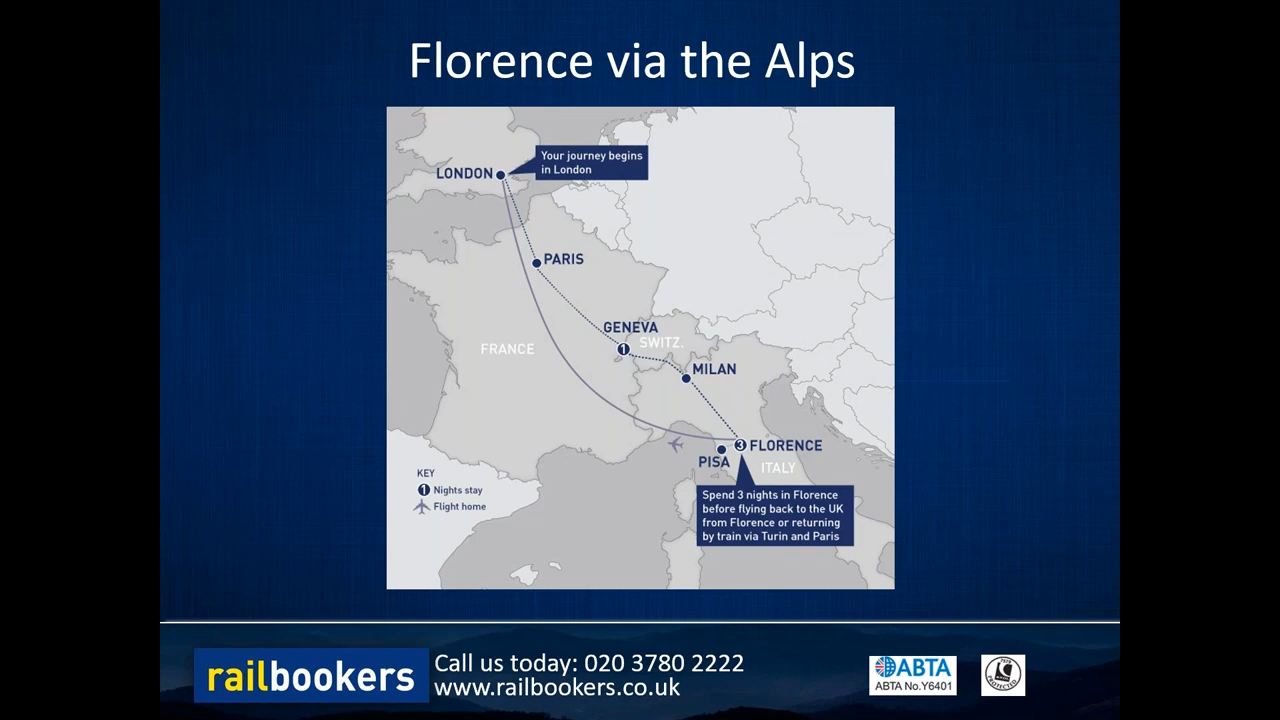 Florence via the Alps
Your journey begins
in London
LONDON
PARIS
GENEVA
1
SWITZ.
FRANCE
MILAN
3
FLORENCE
PISA
ITALY
KEY
1 Nights stay
Flight home
Spend 3 nights in Florence
before flying back to the UK
from Florence or returning
by train via Turin and Paris
railbookers
Call us today: 020 3780 2222
www.railbookers.co.uk
ABTA
ABTA No.Y6401
PROTECTED